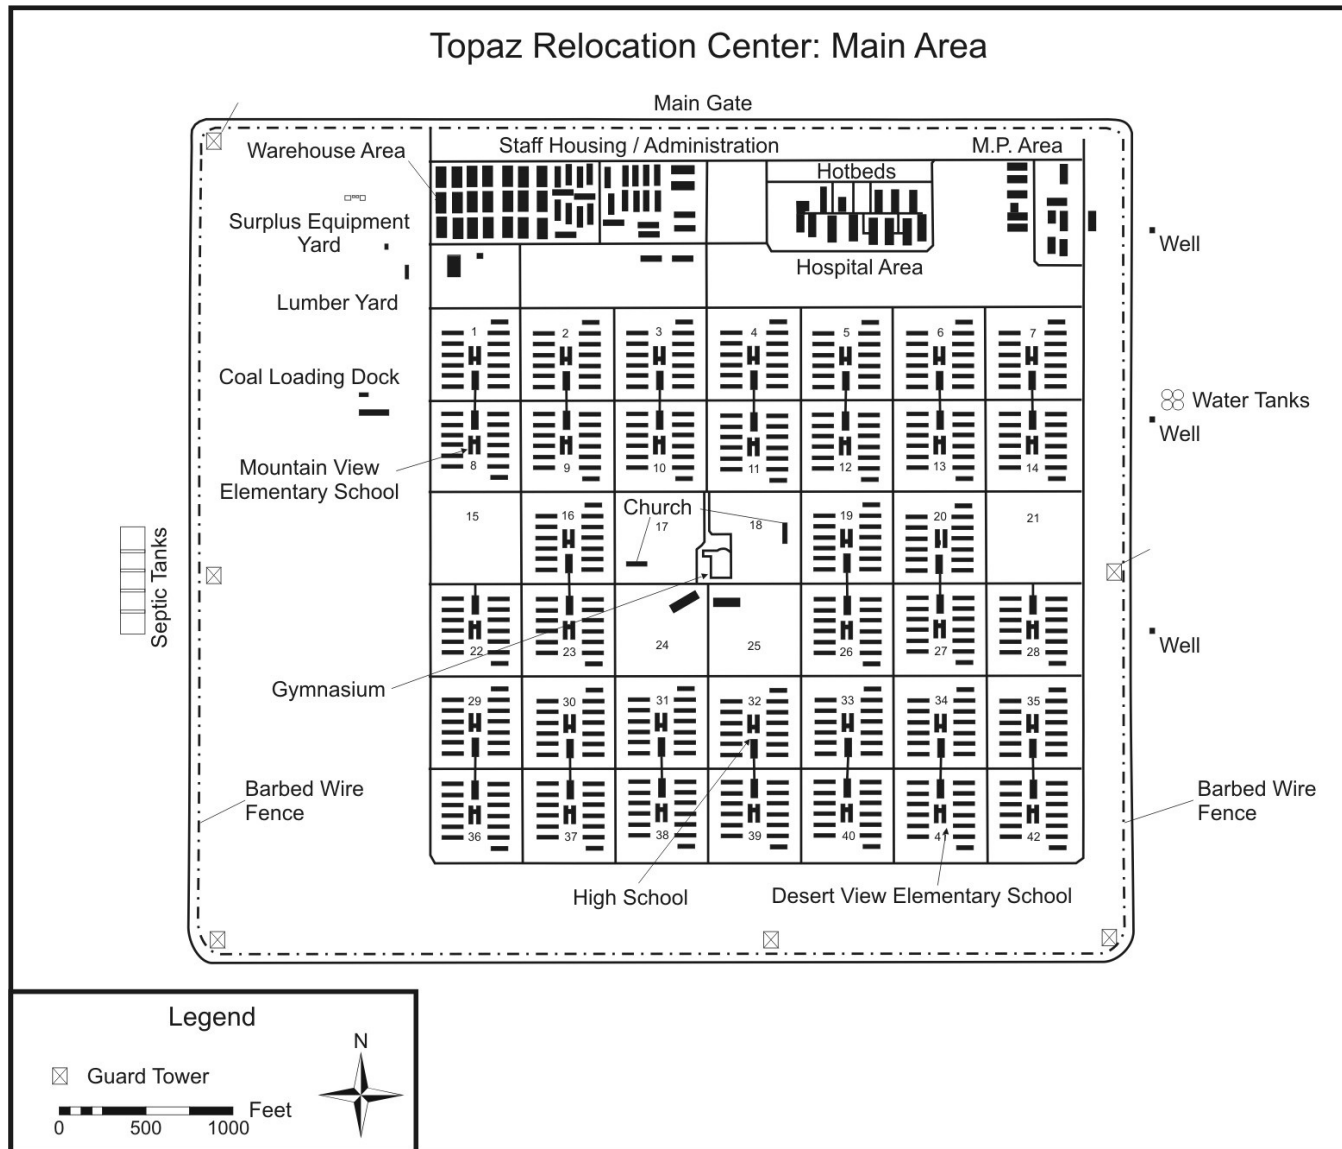 Topaz Relocation Center: Main Area
Main Gate
Staff Housing / Administration
M.P. Area
Warehouse Area
Hotbeds
Surplus Equipment
Yard
Well
Hospital Area
Lumber Yard
1 2 3 4 5 6 7
Coal Loading Dock
Water Tanks
Well
Mountain View
Elementary School
8 9 10 11 12 13 14
Church
15 16 17 18 19 20 21
Septic Tanks
22 23 24 25 26 27 28
Well
Gymnasium
29 30 31 32 33 34 35
Barbed Wire
Fence
Barbed Wire
Fence
36 37 38 39 40 41 42
High School
Desert View Elementary School
Legend
N
Guard Tower
Feet
0 500 1000